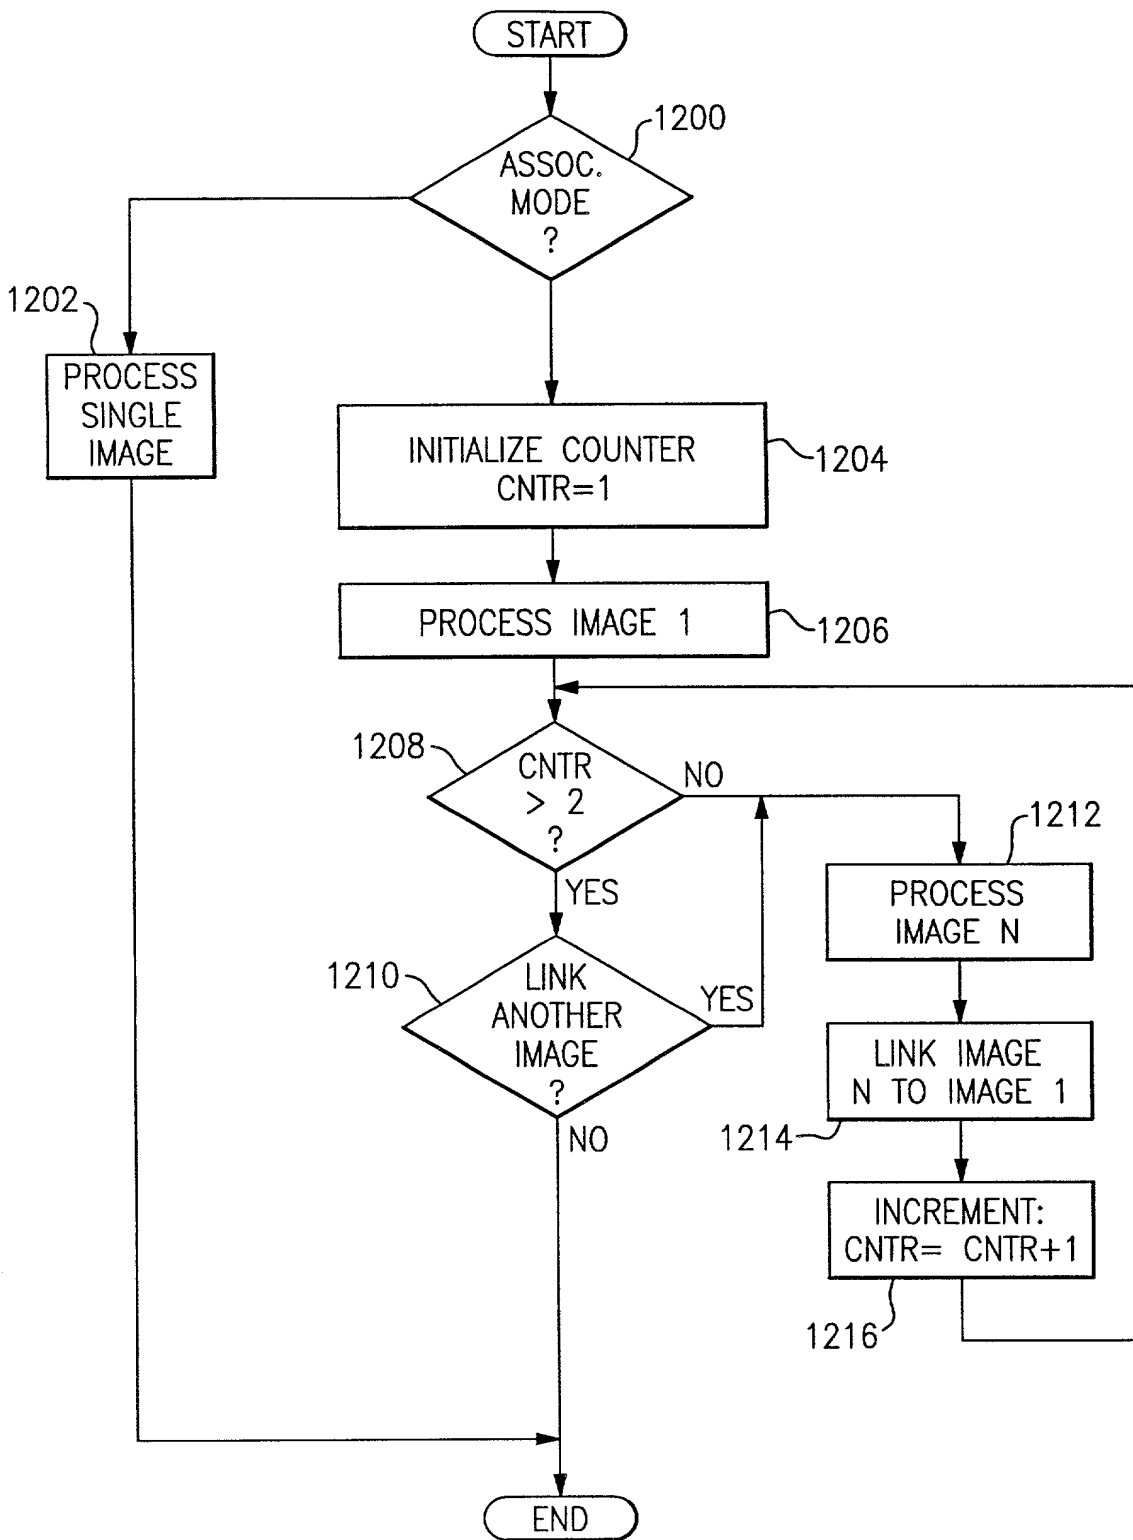 START
1200
ASSOC.
MODE
?
1202
PROCESS
SINGLE
IMAGE
INITIALIZE COUNTER
CNTR=1
1204
PROCESS IMAGE 1
1206
1208
CNTR
> 2
?
NO
YES
1212
PROCESS
IMAGE N
1210
LINK
ANOTHER
IMAGE
?
YES
NO
LINK IMAGE
N TO IMAGE 1
1214
INCREMENT:
CNTR= CNTR+1
1216
END